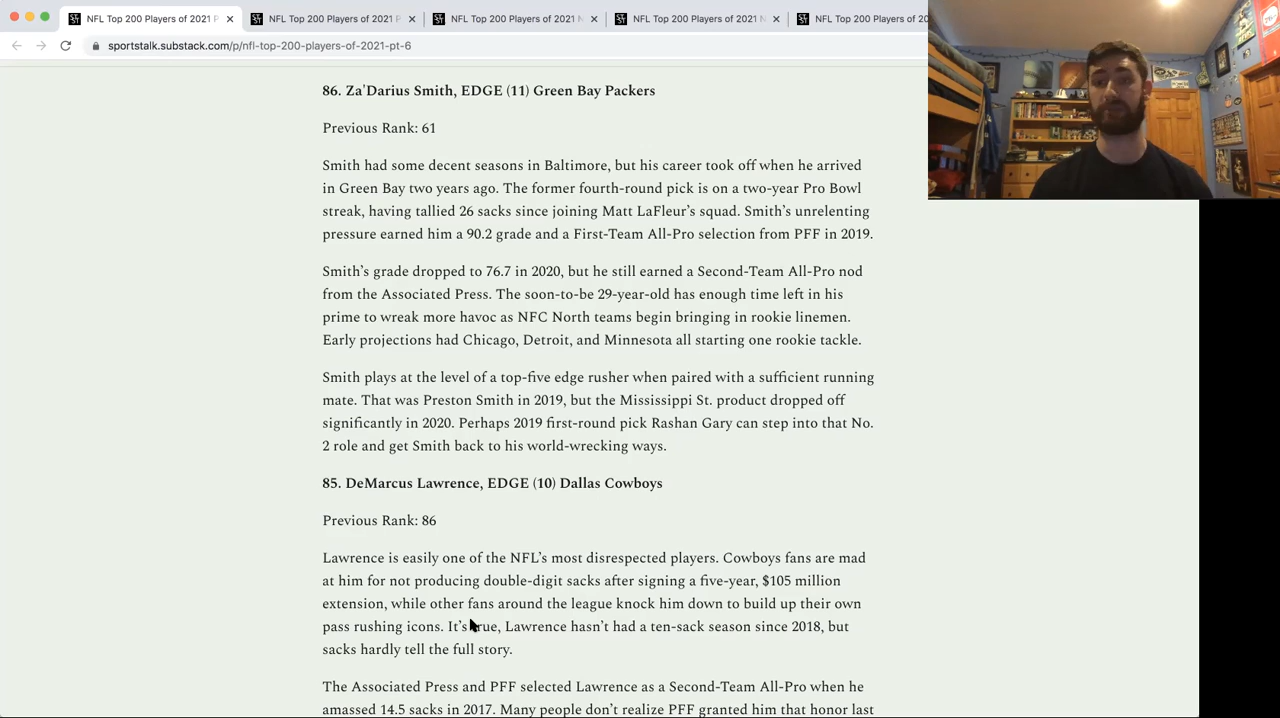 NFL Top 200 Players of 2021 P
NFL Top 200 Players of 2021 P
NFL Top 200 Players of 2021 N
NFL Top 200 Players of 2021 N
NFL Top 200 Players of 20
sportstalk.substack.com/p/nfl-top-200-players-of-2021-pt-6
86. Za'Darius Smith, EDGE (11) Green Bay Packers
Previous Rank: 61
Smith had some decent seasons in Baltimore, but his career took off when he arrived
in Green Bay two years ago. The former fourth-round pick is on a two-year Pro Bowl
streak, having tallied 26 sacks since joining Matt LaFleur's squad. Smith's unrelenting
pressure earned him a 90.2 grade and a First-Team All-Pro selection from PFF in 2019.
Smith's grade dropped to 76.7 in 2020, but he still earned a Second-Team All-Pro nod
from the Associated Press. The soon-to-be 29-year-old has enough time left in his
prime to wreak more havoc as NFC North teams begin bringing in rookie linemen.
Early projections had Chicago, Detroit, and Minnesota all starting one rookie tackle.
Smith plays at the level of a top-five edge rusher when paired with a sufficient running
mate. That was Preston Smith in 2019, but the Mississippi St. product dropped off
significantly in 2020. Perhaps 2019 first-round pick Rashan Gary can step into that No.
2 role and get Smith back to his world-wrecking ways.
85. DeMarcus Lawrence, EDGE (10) Dallas Cowboys
Previous Rank: 86
Lawrence is easily one of the NFL's most disrespected players. Cowboys fans are mad
at him for not producing double-digit sacks after signing a five-year, $105 million
extension, while other fans around the league knock him down to build up their own
pass rushing icons. It's true, Lawrence hasn't had a ten-sack season since 2018, but
sacks hardly tell the full story.
The Associated Press and PFF selected Lawrence as a Second-Team All-Pro when he
amassed 14.5 sacks in 2017. Many people don't realize PFF granted him that honor last